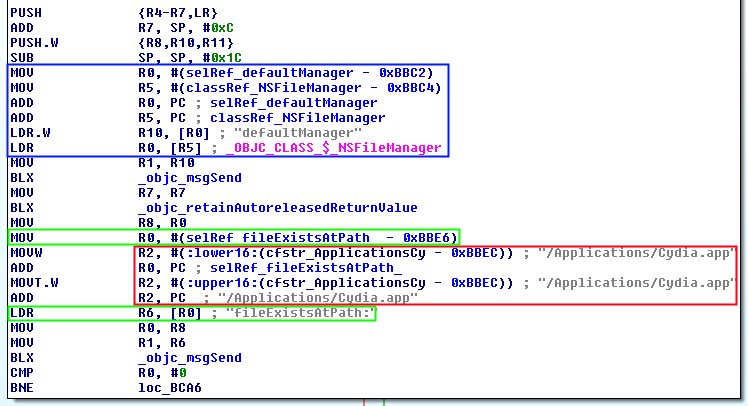 PUSH {R4-R7,LR}
ADD R7, SP, #0xC
PUSH.W {R8,R10,R11}
SUB SP, SP, #0x1C
MOV R0, #(selRef_defaultManager - 0xBBC2)
MOV R5, #(classRef_NSFileManager - 0xBBC4)
ADD R0, PC ; selRef_defaultManager
ADD R5, PC ; classRef_NSFileManager
LDR.W R10, [R0] ; "defaultManager"
LDR R0, [R5] ; _OBJC_CLASS_$_NSFileManager
MOV R1, R10
BLX _objc_msgSend
MOV R7, R7
BLX _objc_retainAutoreleasedReturnValue
MOV R8, R0
MOV R0, #(selRef_fileExistsAtPath_ - 0xBBE6)
MOVW R2, #(:lower16:(cfstr_ApplicationsCy - 0xBBEC)) ; "/Applications/Cydia.app"
ADD R0, PC ; selRef_fileExistsAtPath_
MOVT.W R2, #(:upper16:(cfstr_ApplicationsCy - 0xBBEC)) ; "/Applications/Cydia.app"
ADD R2, PC ; "/Applications/Cydia.app"
LDR R6, [R0] ; "fileExistsAtPath:"
MOV R0, R8
MOV R1, R6
BLX _objc_msgSend
CMP R0, #0
BNE loc_BCA6